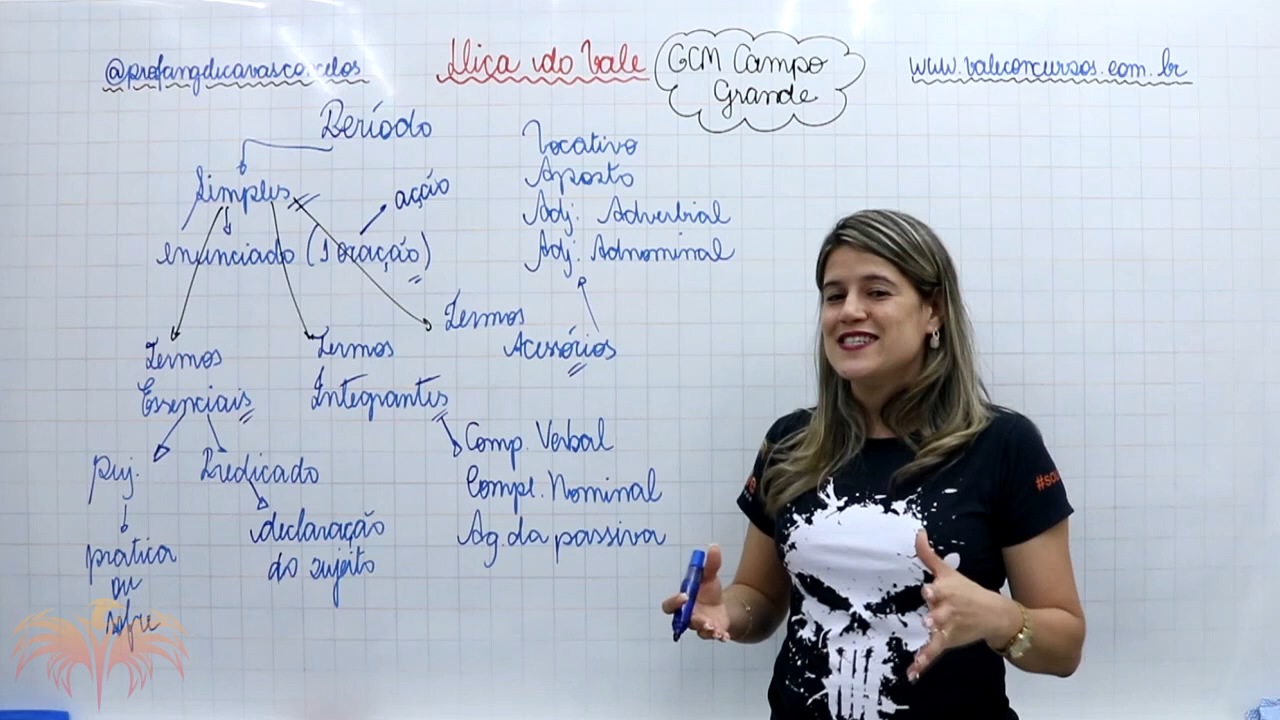 @profangelicavasconcelos
Dica do Vale
GCM Campo
Grande
www.valeconcursos.com.br
Período
Simples
ação
enunciado (1 oração)
Vocativo
Aposto
Adj. Adverbial
Adj. Adnominal
Termos
Acessórios
Termos
Essenciais
Termos
Integrantes
Suj.
Predicado
pratica
ou
sofre
declaração
do sujeito
Comp. Verbal
Compl. Nominal
Ag. da passiva